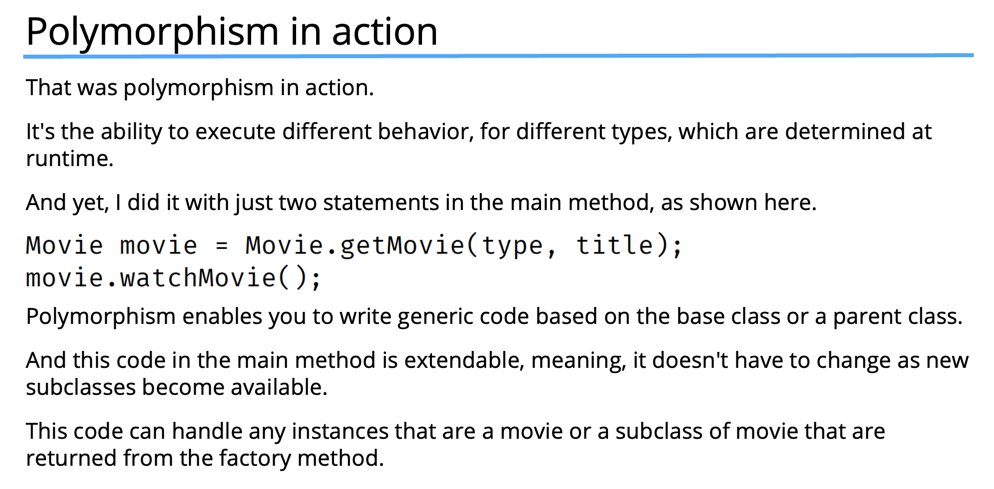 Polymorphism in action
That was polymorphism in action.
It's the ability to execute different behavior, for different types, which are determined at
runtime.
And yet, I did it with just two statements in the main method, as shown here.
Movie movie = Movie.getMovie(type, title);
movie.watchMovie();
Polymorphism enables you to write generic code based on the base class or a parent class.
And this code in the main method is extendable, meaning, it doesn't have to change as new
subclasses become available.
This code can handle any instances that are a movie or a subclass of movie that are
returned from the factory method.